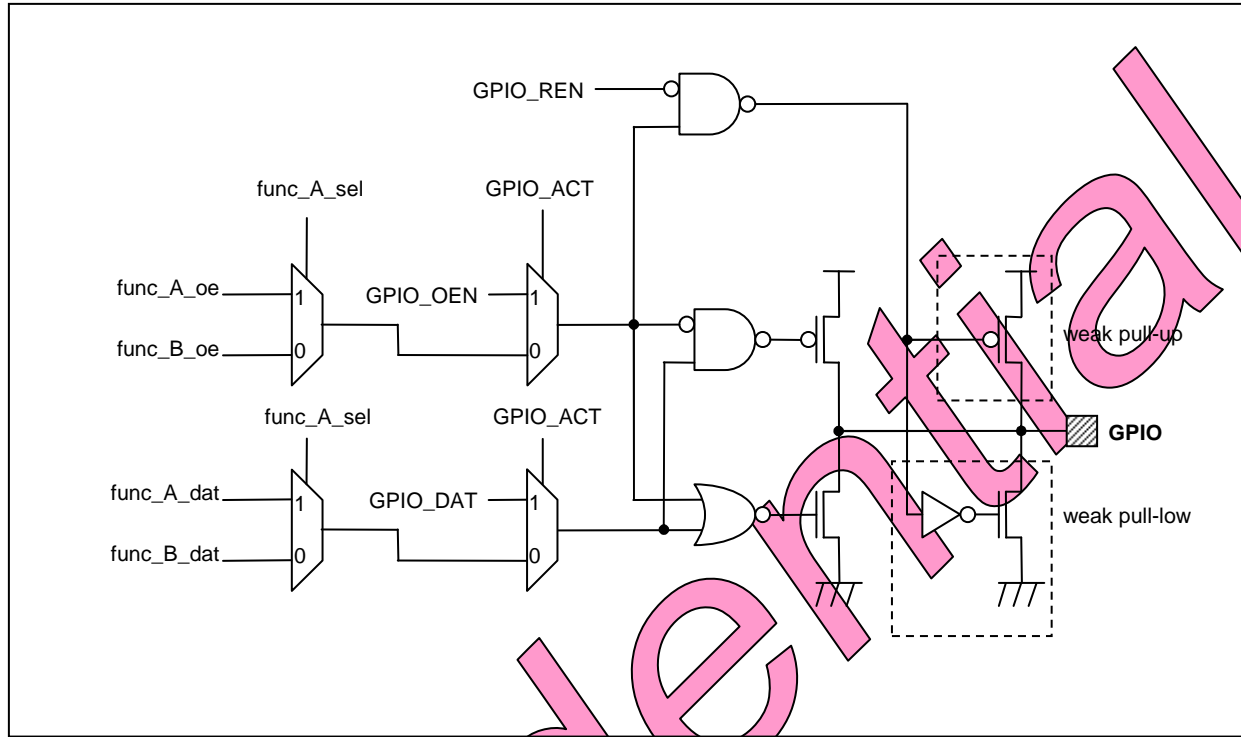 GPIO_REN
func_A_sel
GPIO_ACT
func_A_oe
1
GPIO_OEN
1
func_B_oe
0
0
weak pull-up
func_A_sel
GPIO_ACT
GPIO
func_A_dat
1
GPIO_DAT
1
weak pull-low
func_B_dat
0
0
dential